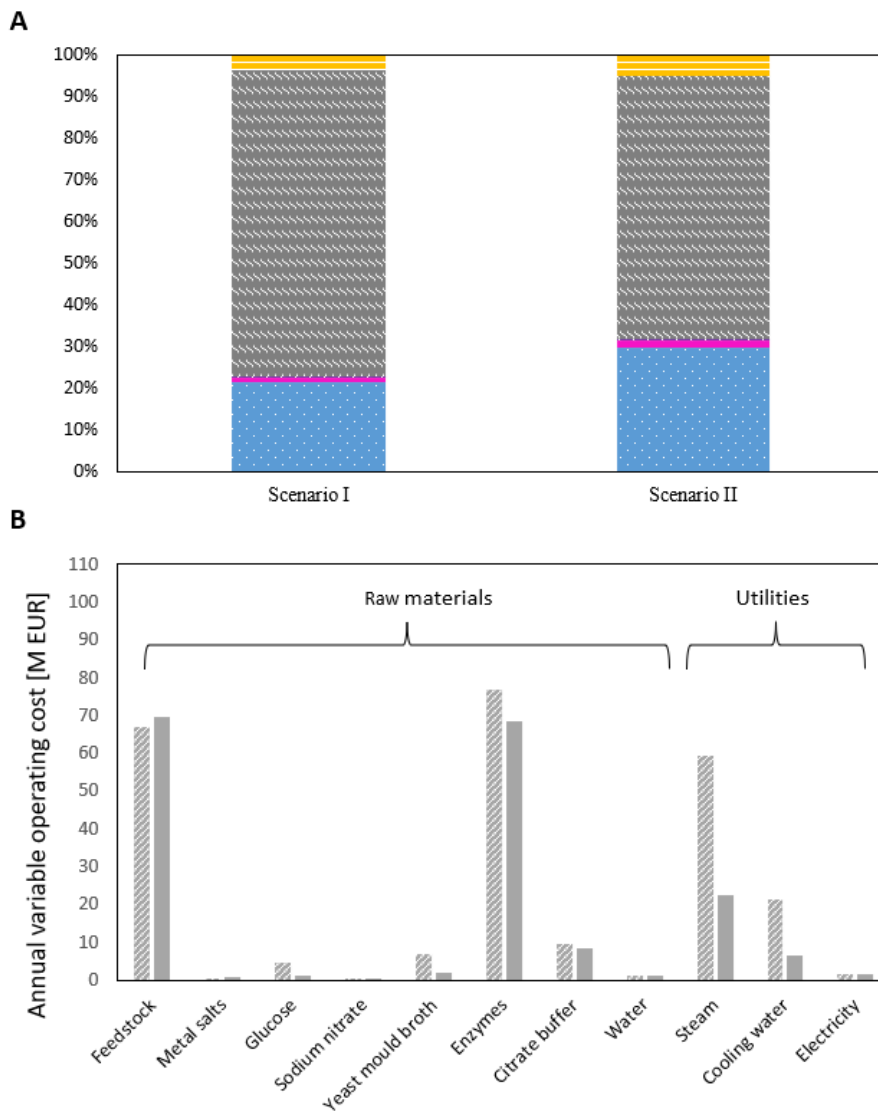 A
100%
90%
80%
70%
60%
50%
40%
30%
20%
10%
0%
Scenario I
Scenario II
B
Annual variable operating cost [M EUR]
110
100
90
80
70
60
50
40
30
20
10
0
Raw materials
Utilities
Feedstock
Metal salts
Glucose
Sodium nitrate
Yeast mould broth
Enzymes
Citrate buffer
Water
Steam
Cooling water
Electricity